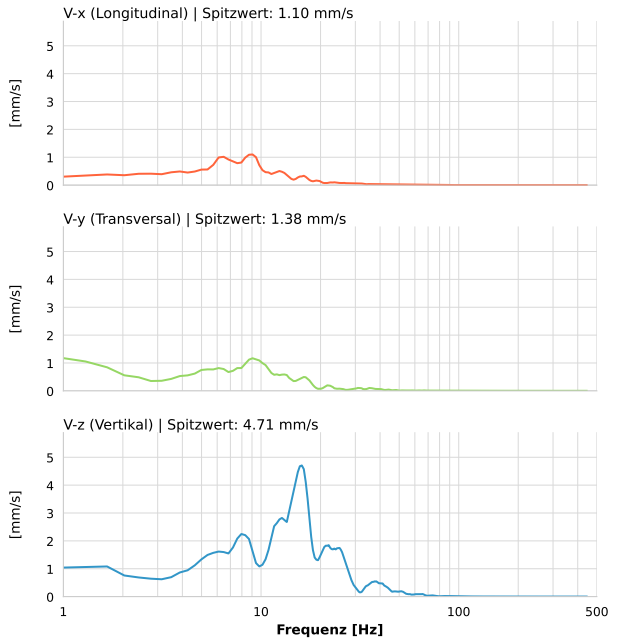 V-x (Longitudinal) | Spitzwert: 1.10 mm/s
[mm/s]
5
4
3
2
1
0
V-y (Transversal) | Spitzwert: 1.38 mm/s
[mm/s]
5
4
3
2
1
0
V-z (Vertikal) | Spitzwert: 4.71 mm/s
[mm/s]
5
4
3
2
1
0
1 10 100 500
Frequenz [Hz]